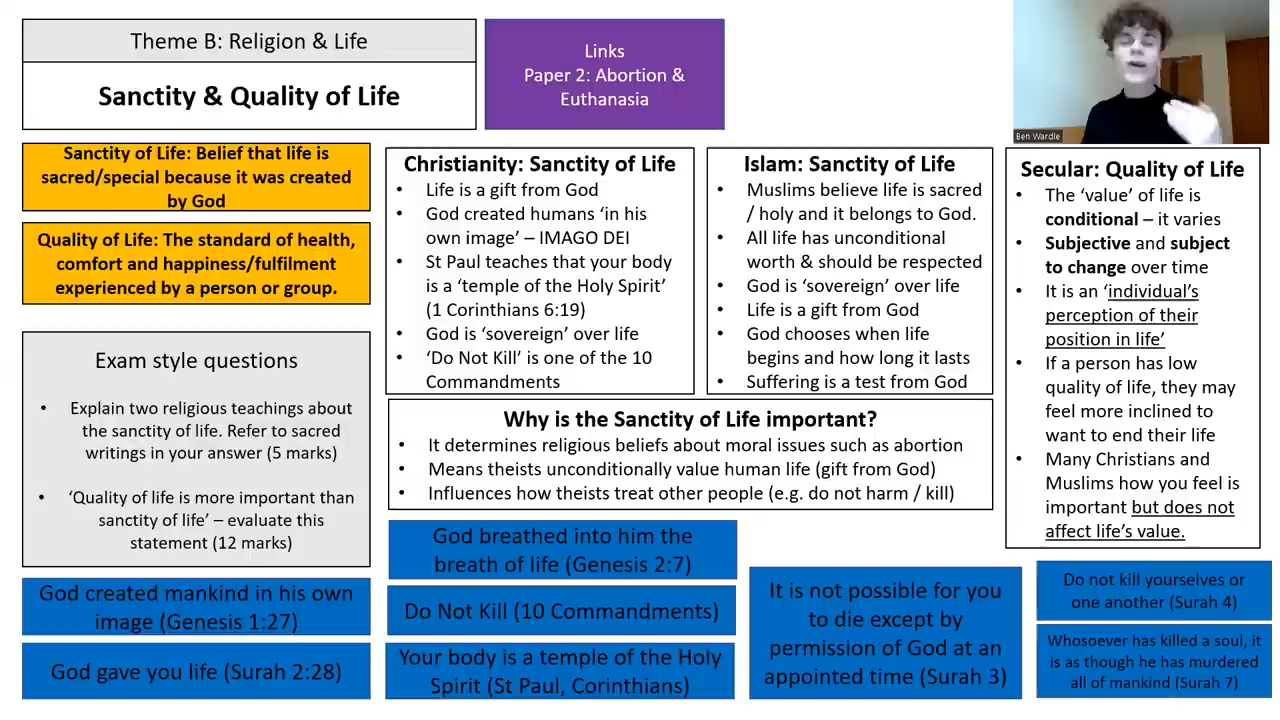 Theme B: Religion & Life
Sanctity & Quality of Life
Links
Paper 2: Abortion &
Euthanasia
Ben Wardle
Sanctity of Life: Belief that life is
sacred/special because it was created
by God
Quality of Life: The standard of health,
comfort and happiness/fulfilment
experienced by a person or group.
Exam style questions
• Explain two religious teachings about
the sanctity of life. Refer to sacred
writings in your answer (5 marks)
• ‘Quality of life is more important than
sanctity of life’ – evaluate this
statement (12 marks)
Christianity: Sanctity of Life
• Life is a gift from God
• God created humans ‘in his
own image’ – IMAGO DEI
• St Paul teaches that your body
is a ‘temple of the Holy Spirit’
(1 Corinthians 6:19)
• God is ‘sovereign’ over life
• ‘Do Not Kill’ is one of the 10
Commandments
Islam: Sanctity of Life
• Muslims believe life is sacred
/ holy and it belongs to God.
• All life has unconditional
worth & should be respected
• God is ‘sovereign’ over life
• Life is a gift from God
• God chooses when life
begins and how long it lasts
• Suffering is a test from God
Secular: Quality of Life
• The ‘value’ of life is
conditional – it varies
• Subjective and subject
to change over time
• It is an ‘individual’s
perception of their
position in life’
• If a person has low
quality of life, they may
feel more inclined to
want to end their life
• Many Christians and
Muslims how you feel is
important but does not
affect life’s value.
Why is the Sanctity of Life important?
• It determines religious beliefs about moral issues such as abortion
• Means theists unconditionally value human life (gift from God)
• Influences how theists treat other people (e.g. do not harm / kill)
God created mankind in his own
image (Genesis 1:27)
God gave you life (Surah 2:28)
God breathed into him the
breath of life (Genesis 2:7)
Do Not Kill (10 Commandments)
Your body is a temple of the Holy
Spirit (St Paul, Corinthians)
It is not possible for you
to die except by
permission of God at an
appointed time (Surah 3)
Do not kill yourselves or
one another (Surah 4)
Whosoever has killed a soul, it
is as though he has murdered
all of mankind (Surah 7)